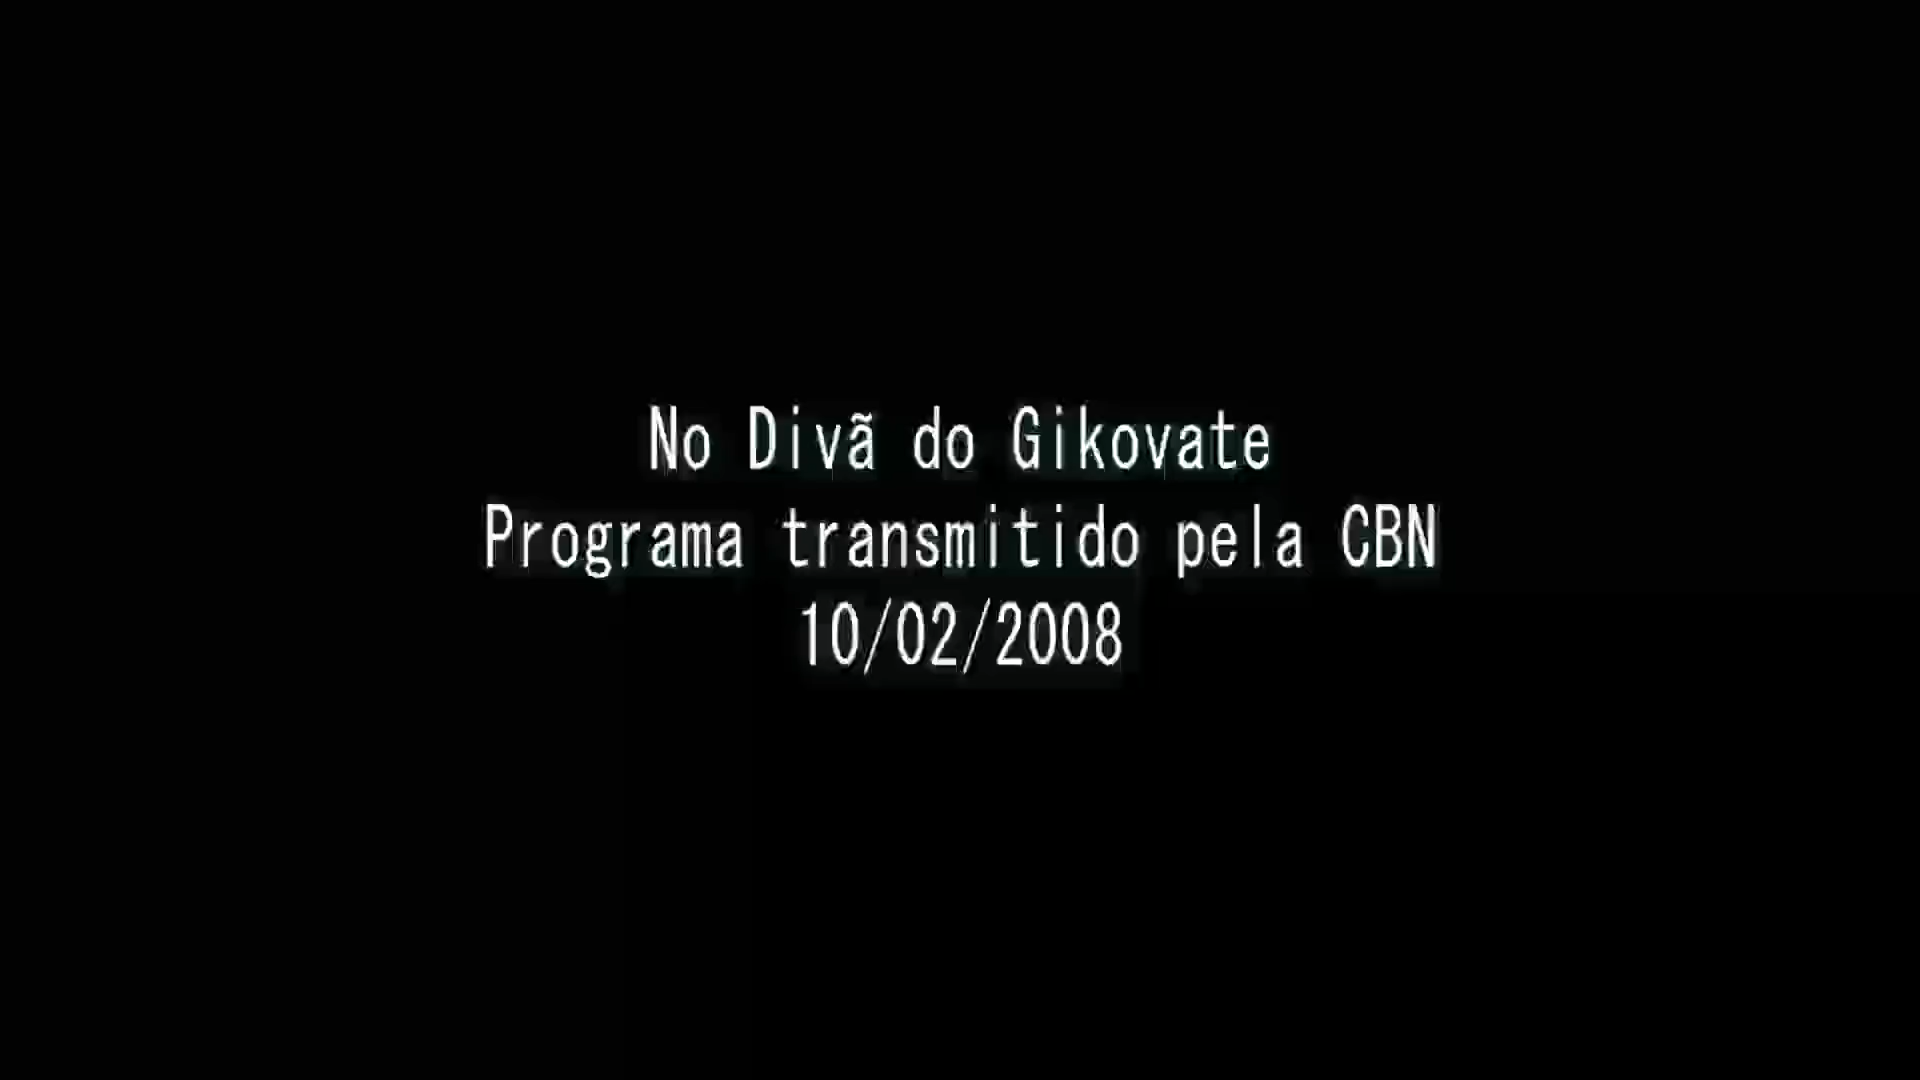 No Divã do Gikovate
Programa transmitido pela CBN
10/02/2008